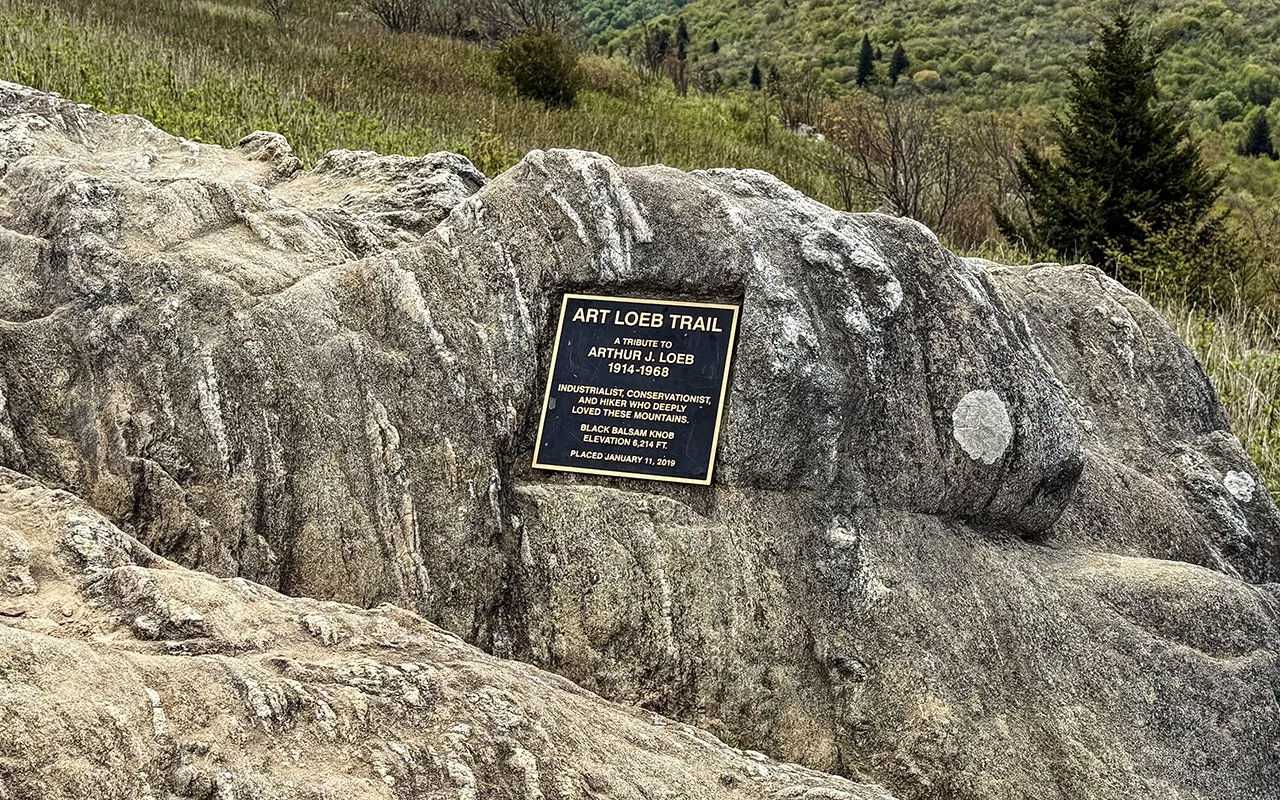 ART LOEB TRAIL
A TRIBUTE TO
ARTHUR J. LOEB
1914-1968
INDUSTRIALIST, CONSERVATIONIST,
AND HIKER WHO DEEPLY
LOVED THESE MOUNTAINS.
BLACK BALSAM KNOB
ELEVATION 6,214 FT.
PLACED JANUARY 11, 2019